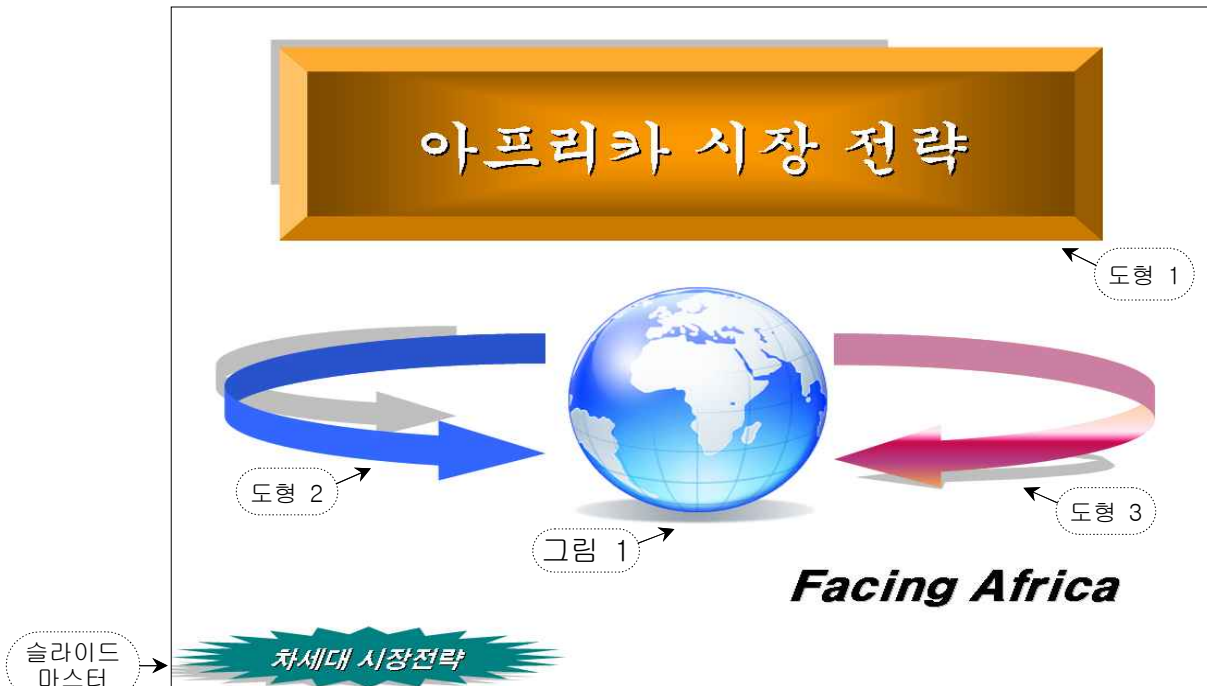 아프리카 시장 전략
도형 1
도형 2
그림 1
도형 3
Facing Africa
차세대 시장전략
슬라이드
마스터